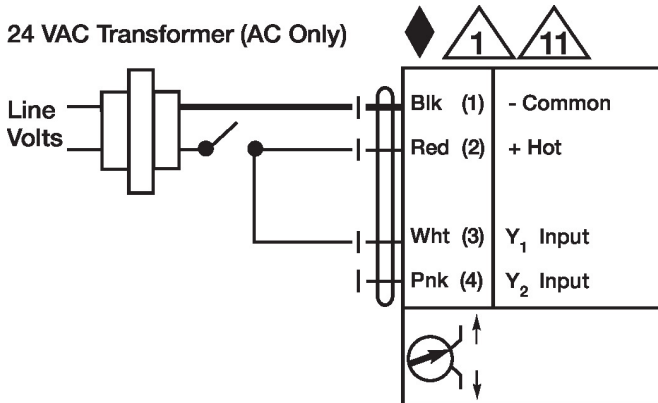 24 VAC Transformer (AC Only)
1
11
Line
Volts
Blk (1) - Common
Red (2) + Hot
Wht (3) Y1 Input
Pnk (4) Y2 Input